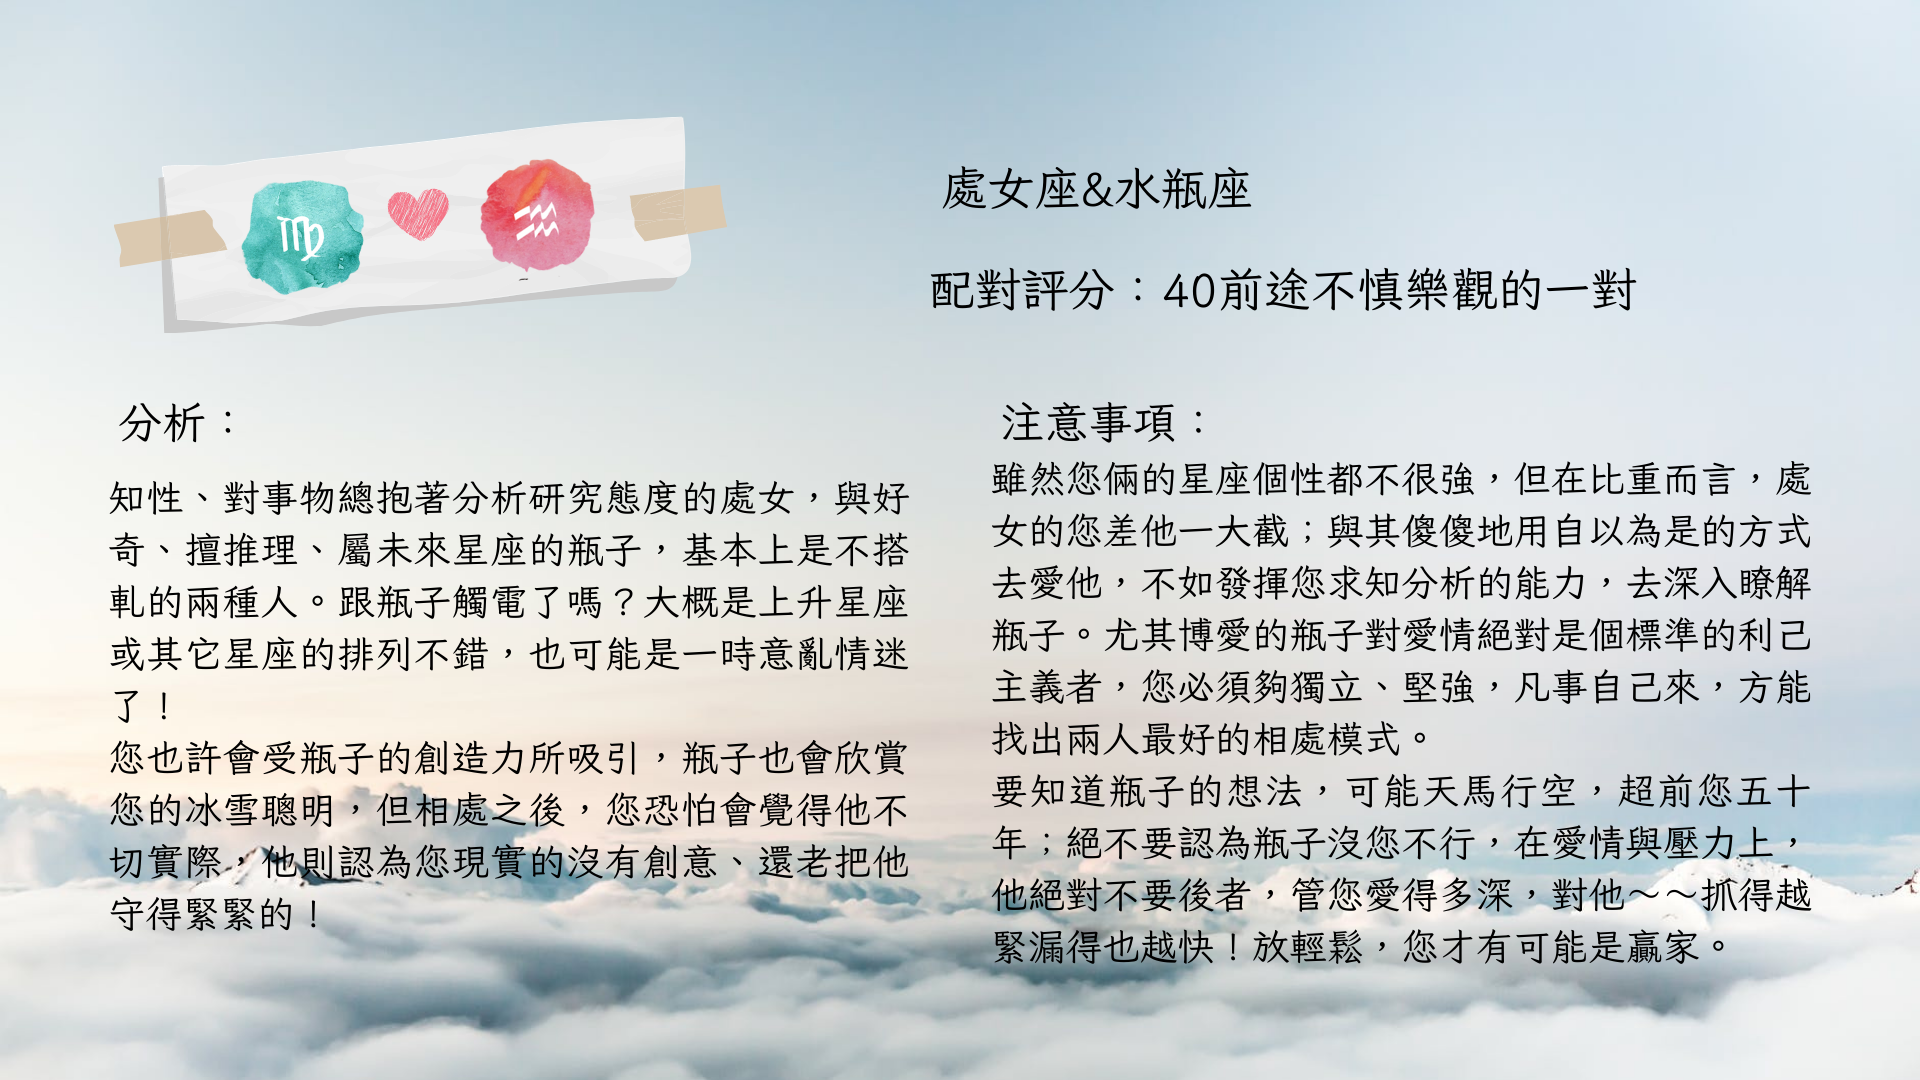 處女座&水瓶座
配對評分：40前途不慎樂觀的一對
分析：
知性、對事物總抱著分析研究態度的處女，與好
奇、擅推理、屬未來星座的瓶子，基本上是不搭
軋的兩種人。跟瓶子觸電了嗎？大概是上升星座
或其它星座的排列不錯，也可能是一時意亂情迷
了！
您也許會受瓶子的創造力所吸引，瓶子也會欣賞
您的冰雪聰明，但相處之後，您恐怕會覺得他不
切實際，他則認為您現實的沒有創意、還老把他
守得緊緊的！
注意事項：
雖然您倆的星座個性都不很強，但在比重而言，處
女的您差他一大截；與其傻傻地用自以為是的方式
去愛他，不如發揮您求知分析的能力，去深入瞭解
瓶子。尤其博愛的瓶子對愛情絕對是個標準的利己
主義者，您必須夠獨立、堅強，凡事自己來，方能
找出兩人最好的相處模式。
要知道瓶子的想法，可能天馬行空，超前您五十
年；絕不要認為瓶子沒您不行，在愛情與壓力上，
他絕對不要後者，管您愛得多深，對他～～抓得越
緊漏得也越快！放輕鬆，您才有可能是贏家。